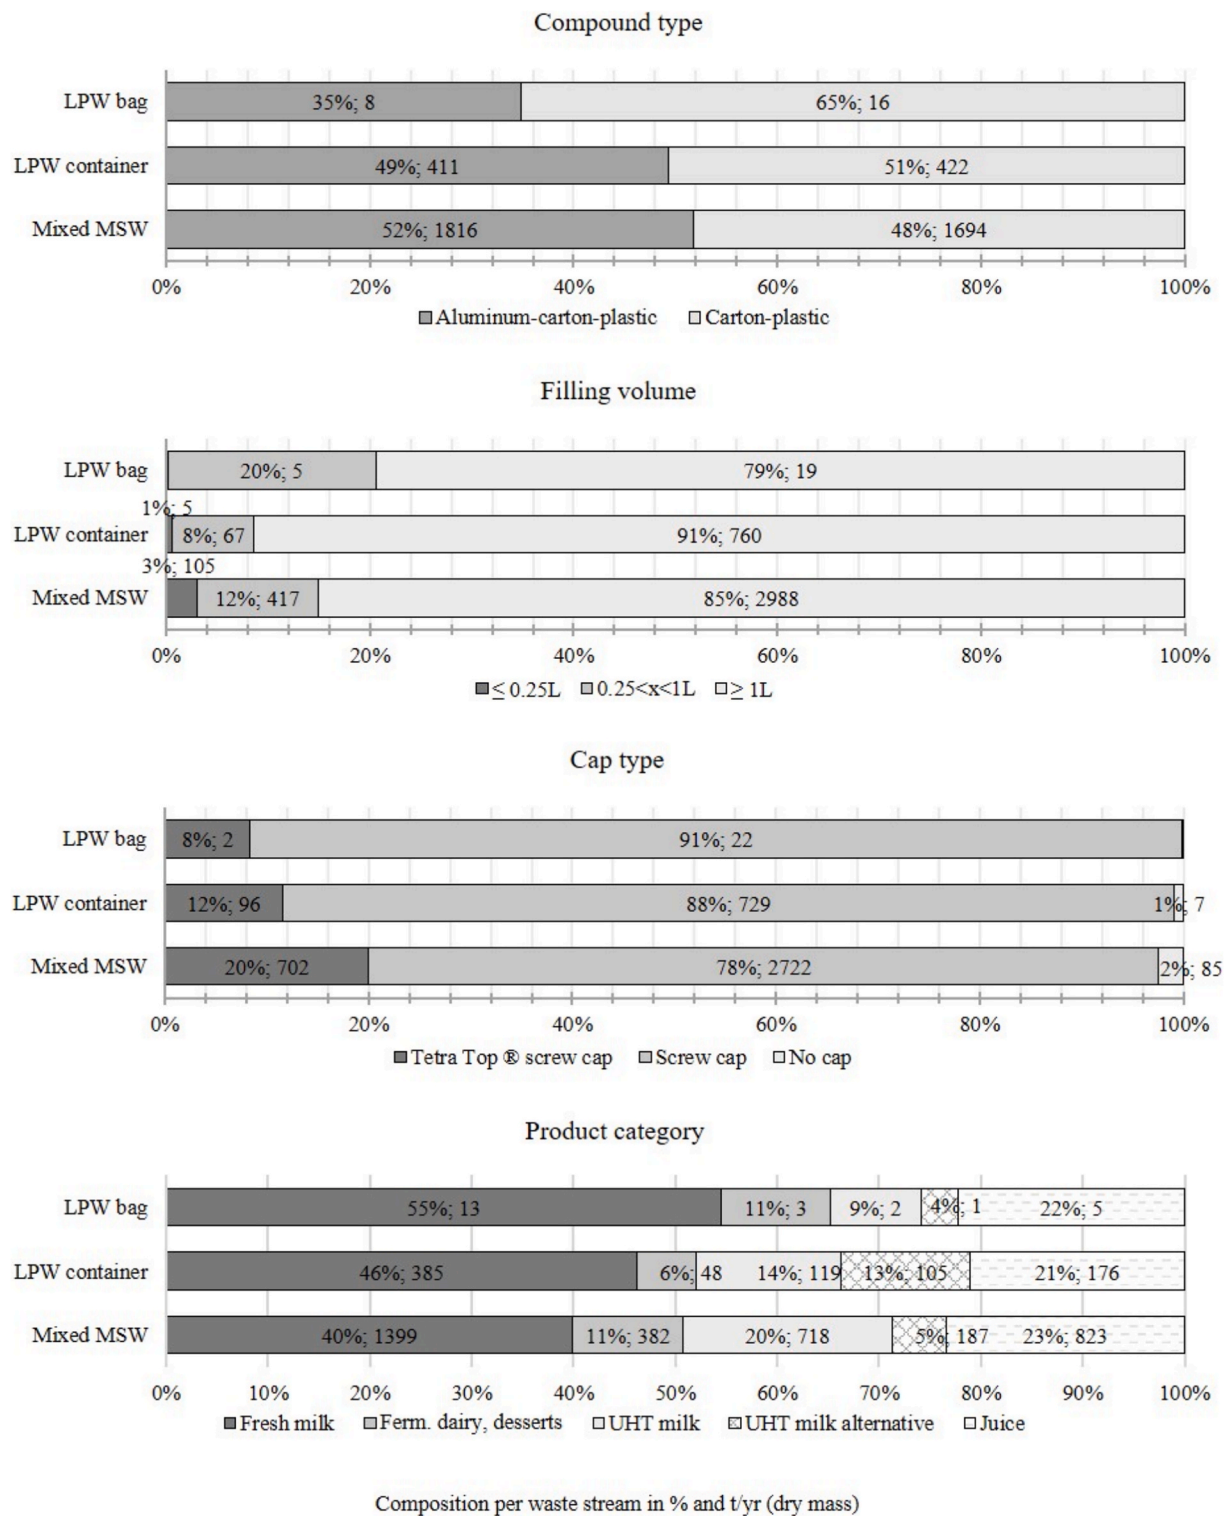 Compound type
LPW bag 35%; 8 65%; 16
LPW container 49%; 411 51%; 422
Mixed MSW 52%; 1816 48%; 1694
0% 20% 40% 60% 80% 100%
Aluminum-carton-plastic Carton-plastic
Filling volume
LPW bag 20%; 5 79%; 19
1%; 5
LPW container 8%; 67 91%; 760
3%; 105
Mixed MSW 12%; 417 85%; 2988
0% 20% 40% 60% 80% 100%
≤ 0.25L 0.25<x<1L ≥ 1L
Cap type
LPW bag 8%; 2 91%; 22
LPW container 12%; 96 88%; 729 1%; 7
Mixed MSW 20%; 702 78%; 2722 2%; 85
0% 20% 40% 60% 80% 100%
Tetra Top ® screw cap Screw cap No cap
Product category
LPW bag 55%; 13 11%; 3 9%; 2 4%; 1 22%; 5
LPW container 46%; 385 6%; 48 14%; 119 13%; 105 21%; 176
Mixed MSW 40%; 1399 11%; 382 20%; 718 5%; 187 23%; 823
0% 10% 20% 30% 40% 50% 60% 70% 80% 90% 100%
Fresh milk Ferm. dairy, desserts UHT milk UHT milk alternative Juice
Composition per waste stream in % and t/yr (dry mass)